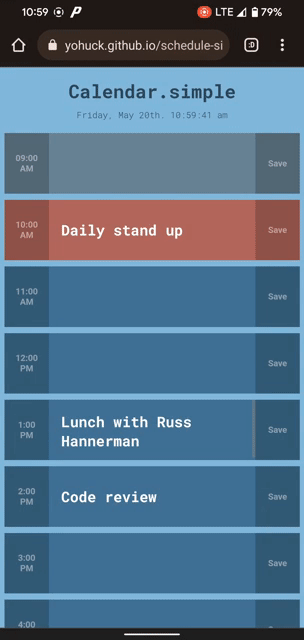 10:59 LTE 79%
yohuck.github.io/schedule-si :D
Calendar.simple
Friday, May 20th. 10:59:41 am
09:00
AM
Save
10:00
AM
Daily stand up
Save
11:00
AM
Save
12:00
PM
Save
1:00
PM
Lunch with Russ
Hannerman
Save
2:00
PM
Code review
Save
3:00
PM
Save
4:00